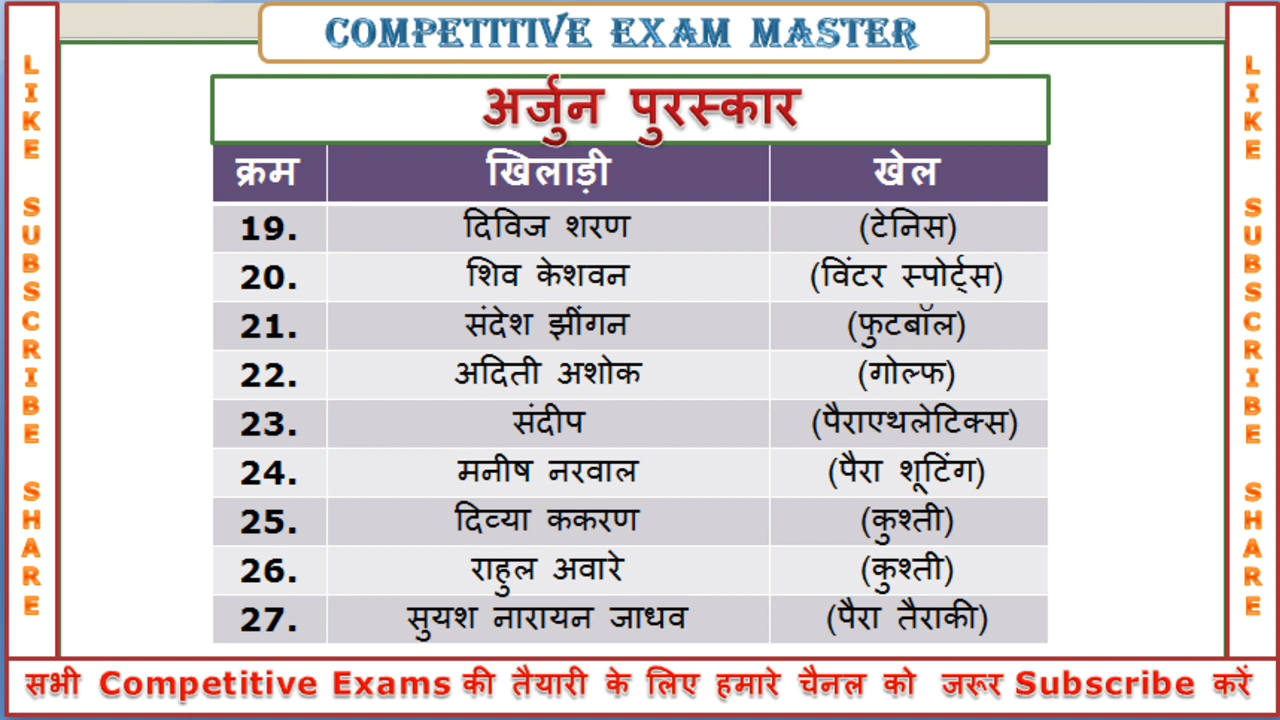 COMPETITIVE EXAM MASTER
अर्जुन पुरस्कार
क्रम खिलाड़ी खेल
19. दिविज शरण (टेनिस)
20. शिव केशवन (विंटर स्पोर्ट्स)
21. संदेश झींगन (फुटबॉल)
22. अदिती अशोक (गोल्फ)
23. संदीप (पैराएथलेटिक्स)
24. मनीष नरवाल (पैरा शूटिंग)
25. दिव्या ककरण (कुश्ती)
26. राहुल अवारे (कुश्ती)
27. सुयश नारायन जाधव (पैरा तैराकी)
LIKE SUBSCRIBE SHARE
LIKE SUBSCRIBE SHARE
सभी Competitive Exams की तैयारी के लिए हमारे चैनल को जरूर Subscribe करें